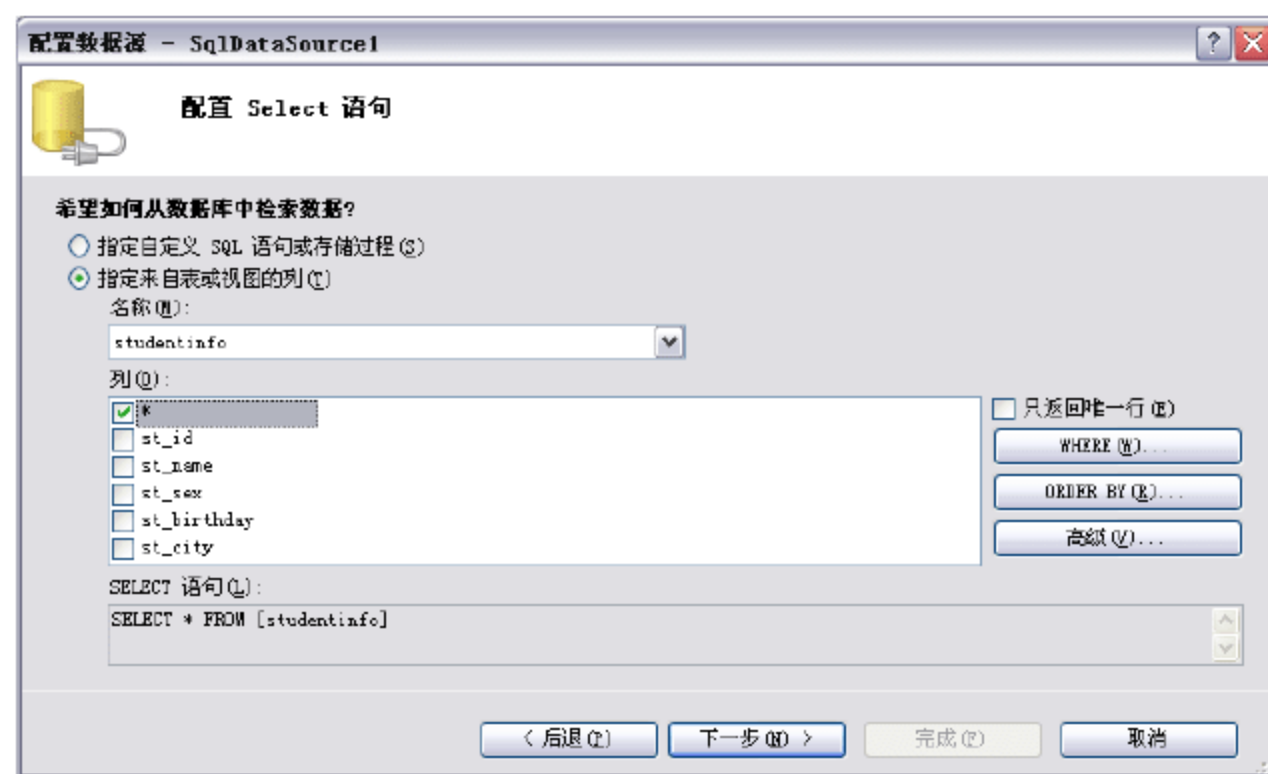 配置数据源 - SqlDataSource1
配置 Select 语句
希望如何从数据库中检索数据?
指定自定义 SQL 语句或存储过程(S)
指定来自表或视图的列(T)
名称(M):
studentinfo
列(O):
*
只返回唯一行(E)
st_id
WHERE(W)...
st_name
st_sex
ORDER BY(R)...
st_birthday
高级(V)...
st_city
SELECT 语句(L):
SELECT * FROM [studentinfo]
< 后退(P)
下一步(N) >
完成(F)
取消